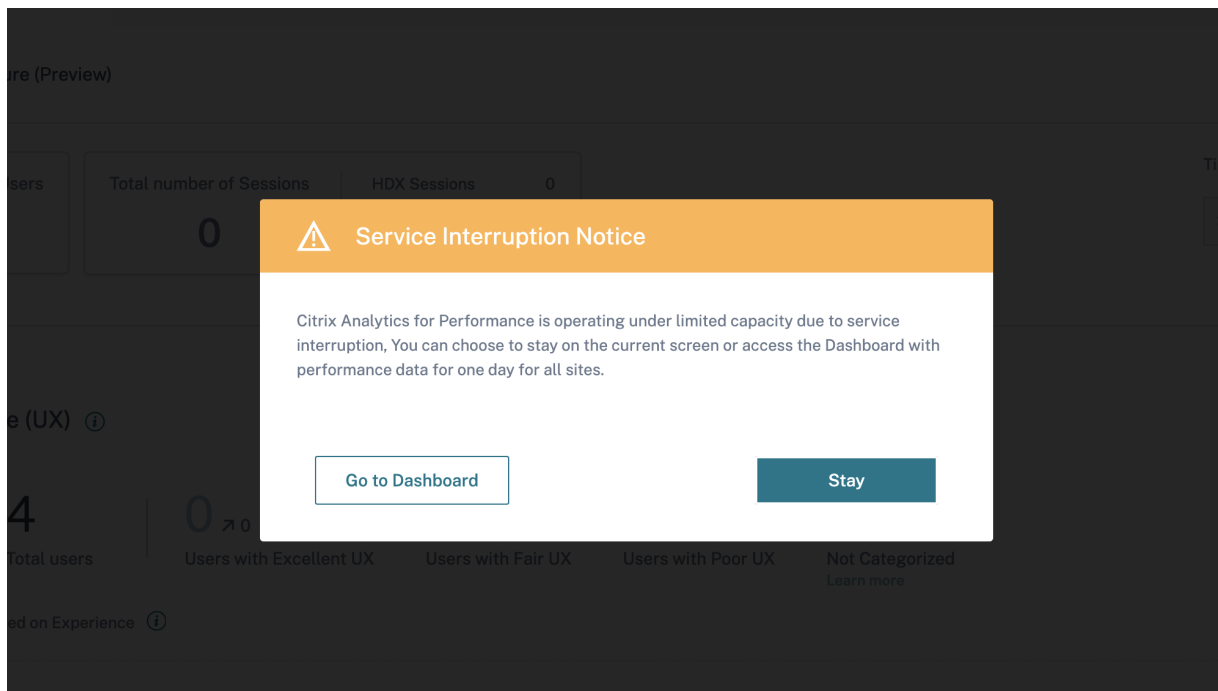 ure (Preview)
Ti
sers
Total number of Sessions
HDX Sessions
0
0
Service Interruption Notice
Citrix Analytics for Performance is operating under limited capacity due to service
interruption, You can choose to stay on the current screen or access the Dashboard with
performance data for one day for all sites.
e (UX)
Go to Dashboard
Stay
4
0
0
Total users
Users with Excellent UX
Users with Fair UX
Users with Poor UX
Not Categorized
Learn more
ed on Experience